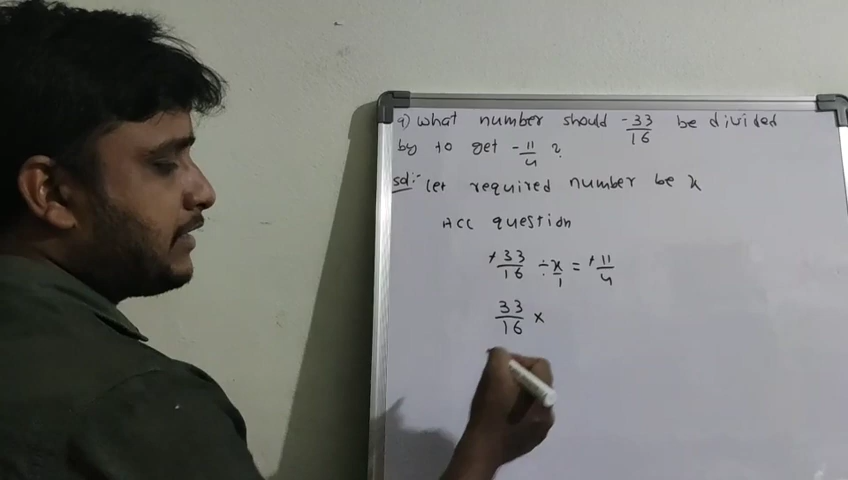 9) What number should -33/16 be divided
by to get -11/4 ?
Sol:- Let required number be x
Acc question
+33/16 ÷ x/1 = +11/4
33/16 ×